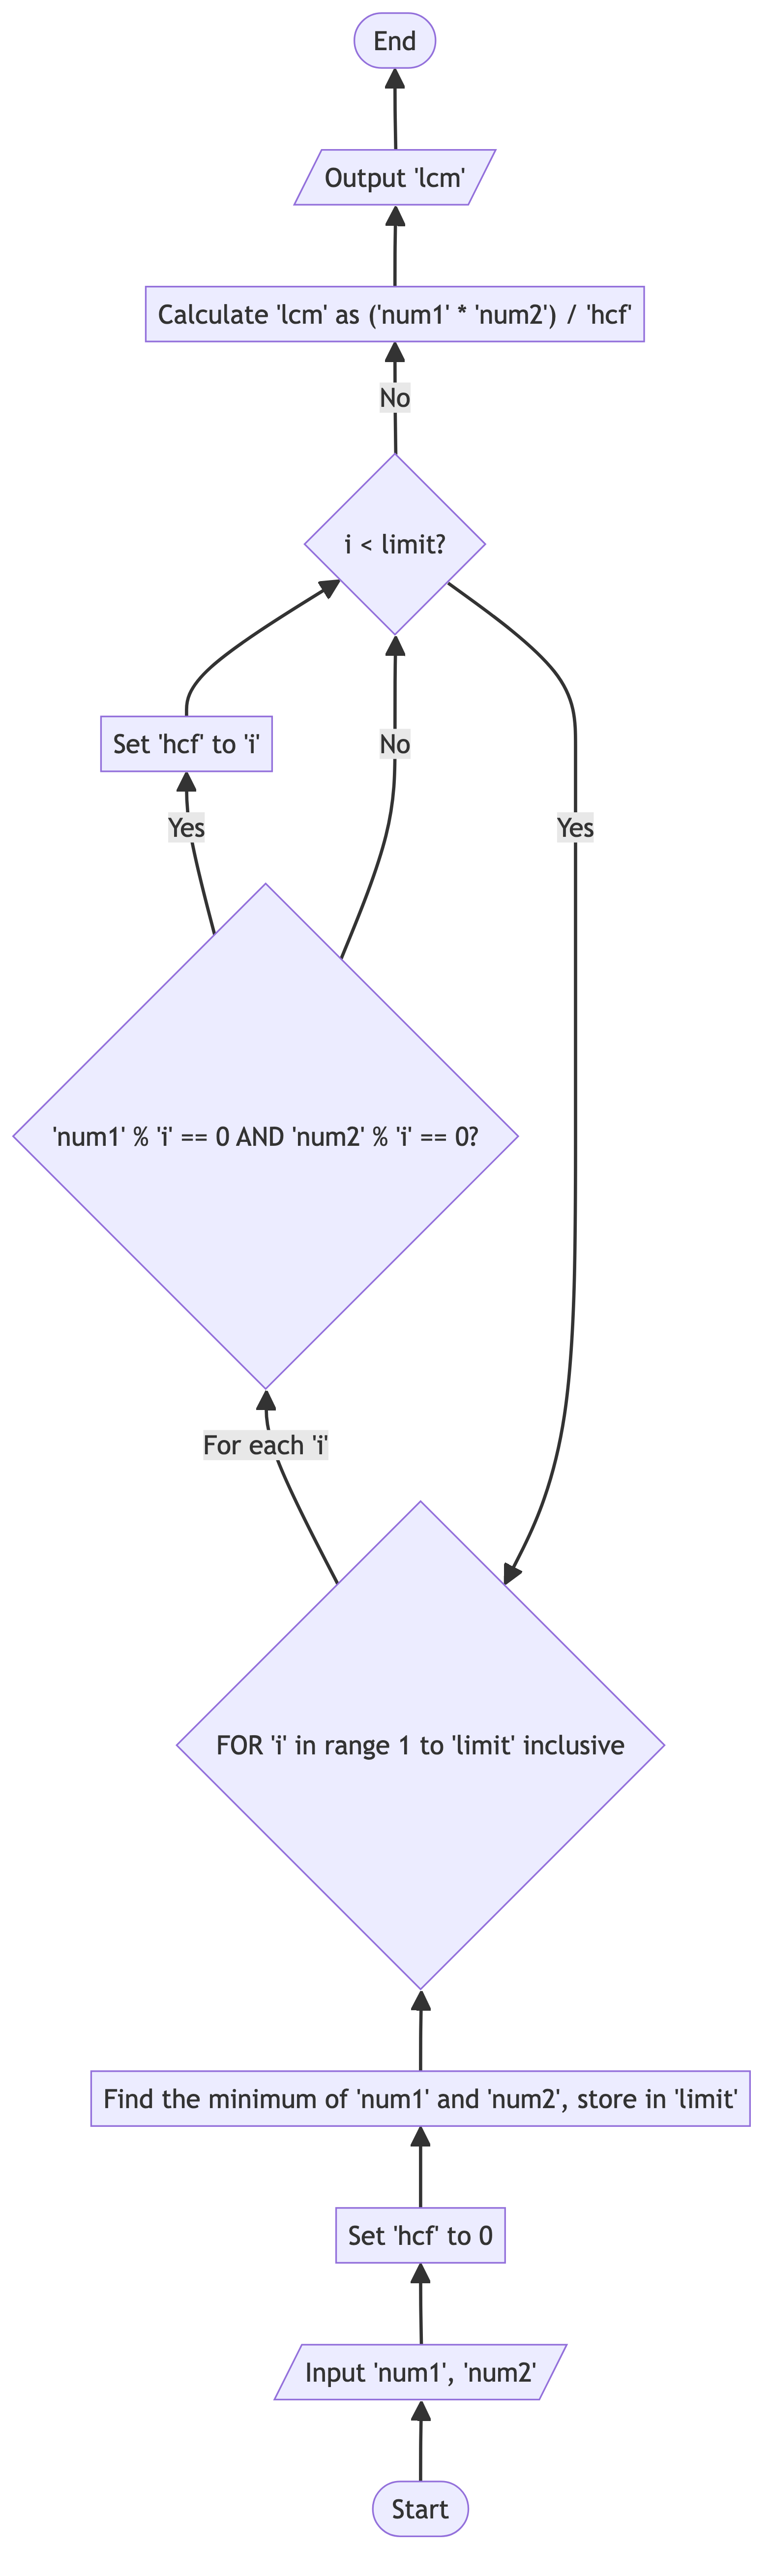 End
Output 'lcm'
Calculate 'lcm' as ('num1' * 'num2') / 'hcf'
No
i < limit?
Set 'hcf' to 'i'
No
Yes
Yes
'num1' % 'i' == 0 AND 'num2' % 'i' == 0?
For each 'i'
FOR 'i' in range 1 to 'limit' inclusive
Find the minimum of 'num1' and 'num2', store in 'limit'
Set 'hcf' to 0
Input 'num1', 'num2'
Start